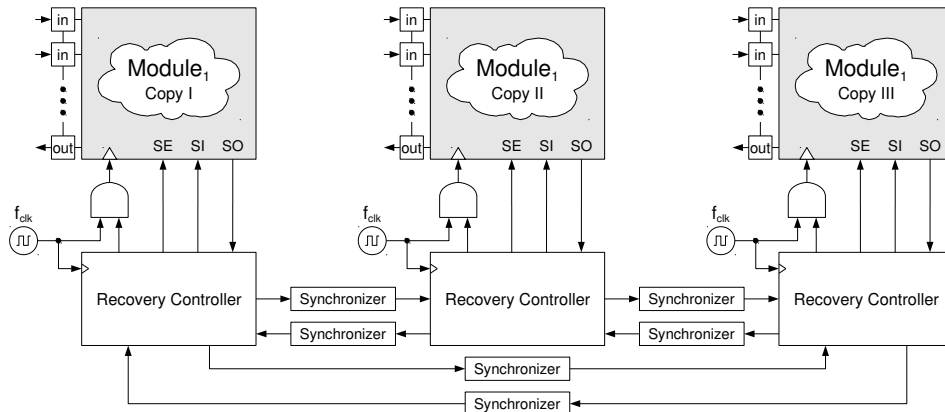 in
in
Module1
Copy I
out
SE SI SO
fclk
Recovery Controller
in
in
Module1
Copy II
out
SE SI SO
fclk
Recovery Controller
in
in
Module1
Copy III
out
SE SI SO
fclk
Recovery Controller
Synchronizer
Synchronizer
Synchronizer
Synchronizer
Synchronizer
Synchronizer